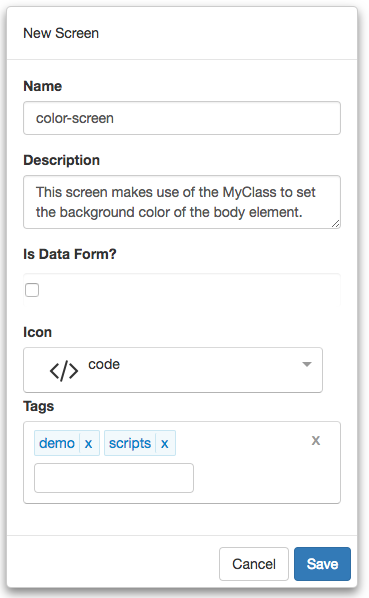 New Screen
Name
color-screen
Description
This screen makes use of the MyClass to set
the background color of the body element.
Is Data Form?
Icon
</> code
Tags
demo x scripts x x
Cancel Save